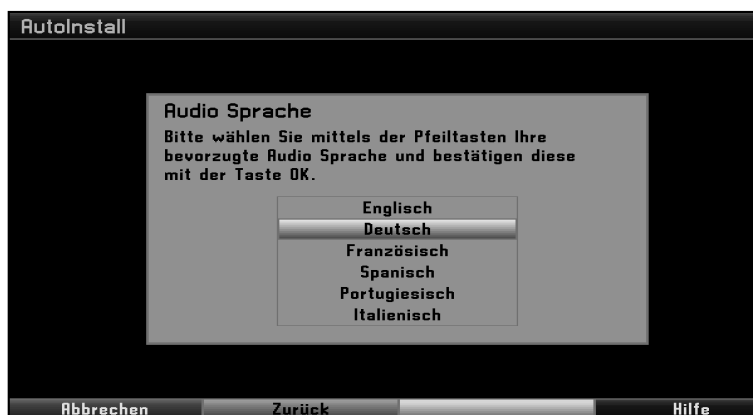 AutoInstall
Audio Sprache
Bitte wählen Sie mittels der Pfeiltasten Ihre
bevorzugte Audio Sprache und bestätigen diese
mit der Taste OK.
Englisch
Deutsch
Französisch
Spanisch
Portugiesisch
Italienisch
Abbrechen Zurück Hilfe